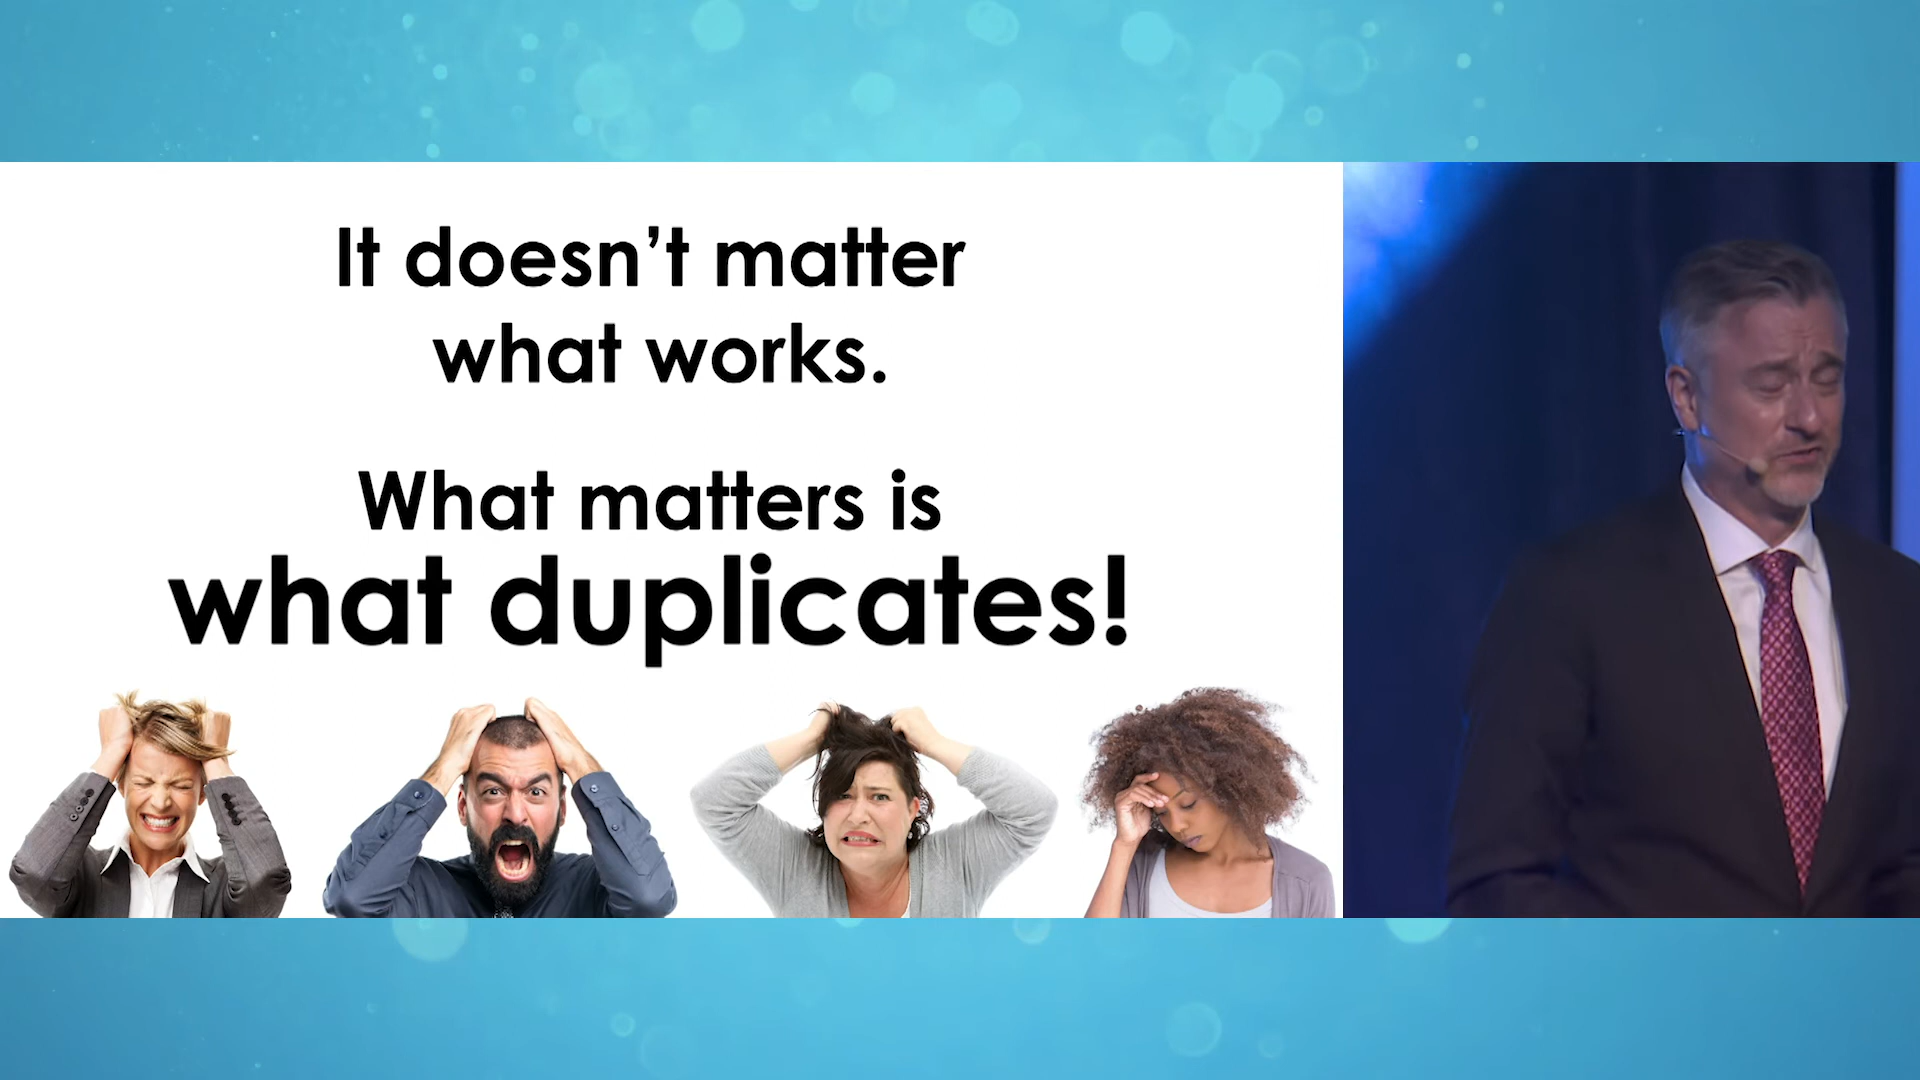 It doesn’t matter
what works.
What matters is
what duplicates!